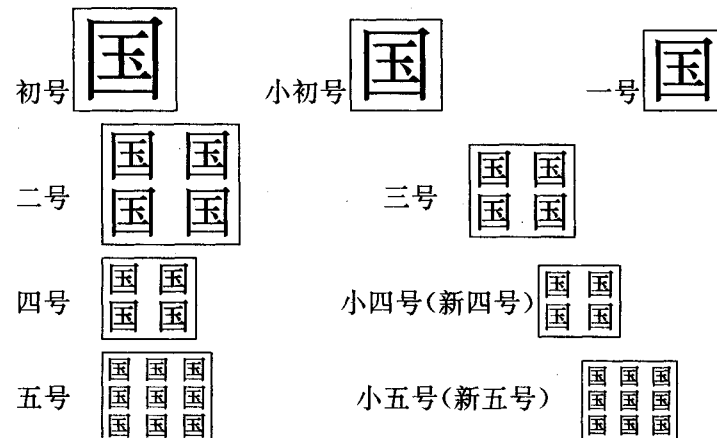 初号 国 小初号 国 一号 国
二号 国 国 三号 国 国
国 国 国 国
四号 国 国 小四号(新四号) 国 国
国 国 国 国
五号 国 国 国 小五号(新五号) 国 国 国
国 国 国 国 国 国
国 国 国 国 国 国